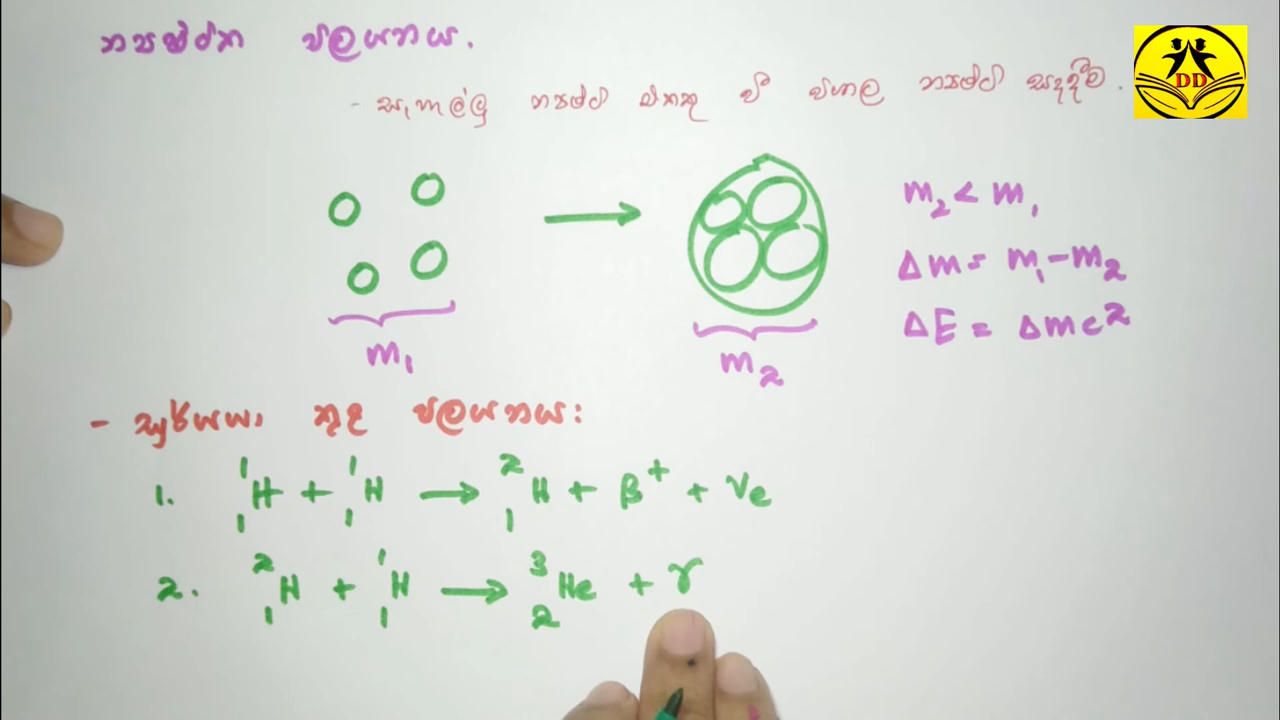 න්‍යෂ්ටික විලයනය.
- සැහැල්ලු න්‍යෂ්ටි එකතු වී විශාල න්‍යෂ්ටි සෑදීම.
DD
m₁
m₂
m₂ < m₁
Δm = m₁ - m₂
ΔE = Δmc²
- සූර්යයා තුළ විලයනය:
1. ¹₁H + ¹₁H → ²₁H + β⁺ + νe
2. ²₁H + ¹₁H → ³₂He + γ